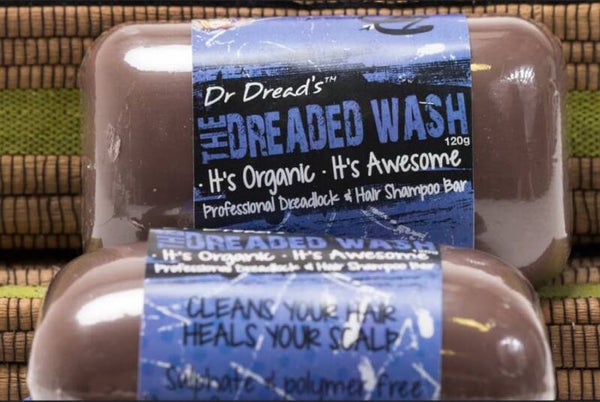 Dr Dread's™
THE DREADED WASH
120g
· It's Organic · It's Awesome
Professional Dreadlock & Hair Shampoo Bar
THE DREADED WASH
· It's Organic · It's Awesome
Professional Dreadlock & Hair Shampoo Bar
CLEANS YOUR HAIR
HEALS YOUR SCALP
Sulphate & polymer free